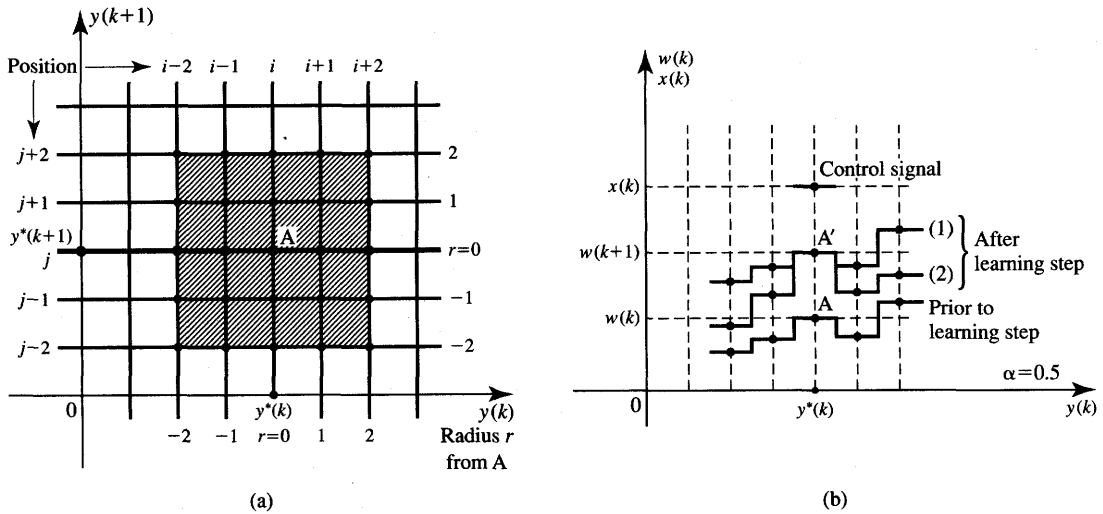 y(k+1)
Position
i−2 i−1 i i+1 i+2
j+2 2
j+1 1
y*(k+1) A
j r=0
j−1 −1
j−2 −2
0 y*(k) y(k)
−2 −1 r=0 1 2 Radius r
from A
(a)
w(k)
x(k)
Control signal
x(k)
A′ (1) After
w(k+1) learning step
(2)
A Prior to
w(k) learning step
α=0.5
0 y*(k) y(k)
(b)